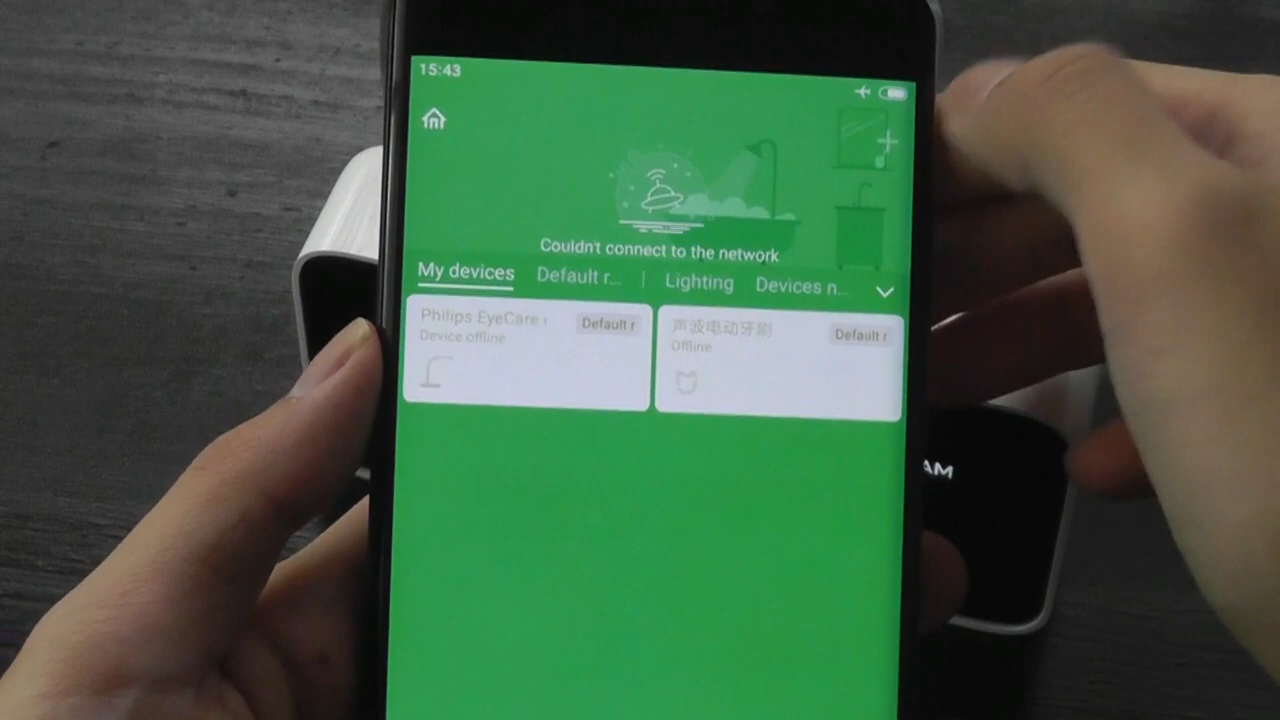 15:43
Couldn't connect to the network
My devices
Default r...
Lighting
Devices n...
Philips EyeCare
Default r
Device offline
声波电动牙刷
Default r
Offline
AM